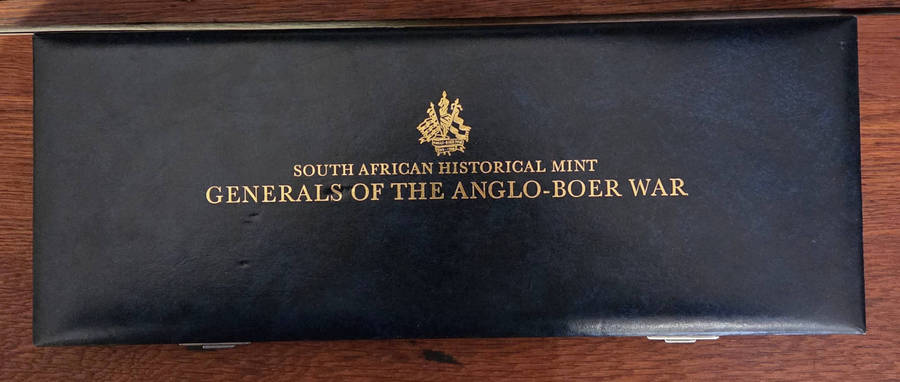 SOUTH AFRICAN HISTORICAL MINT
GENERALS OF THE ANGLO-BOER WAR